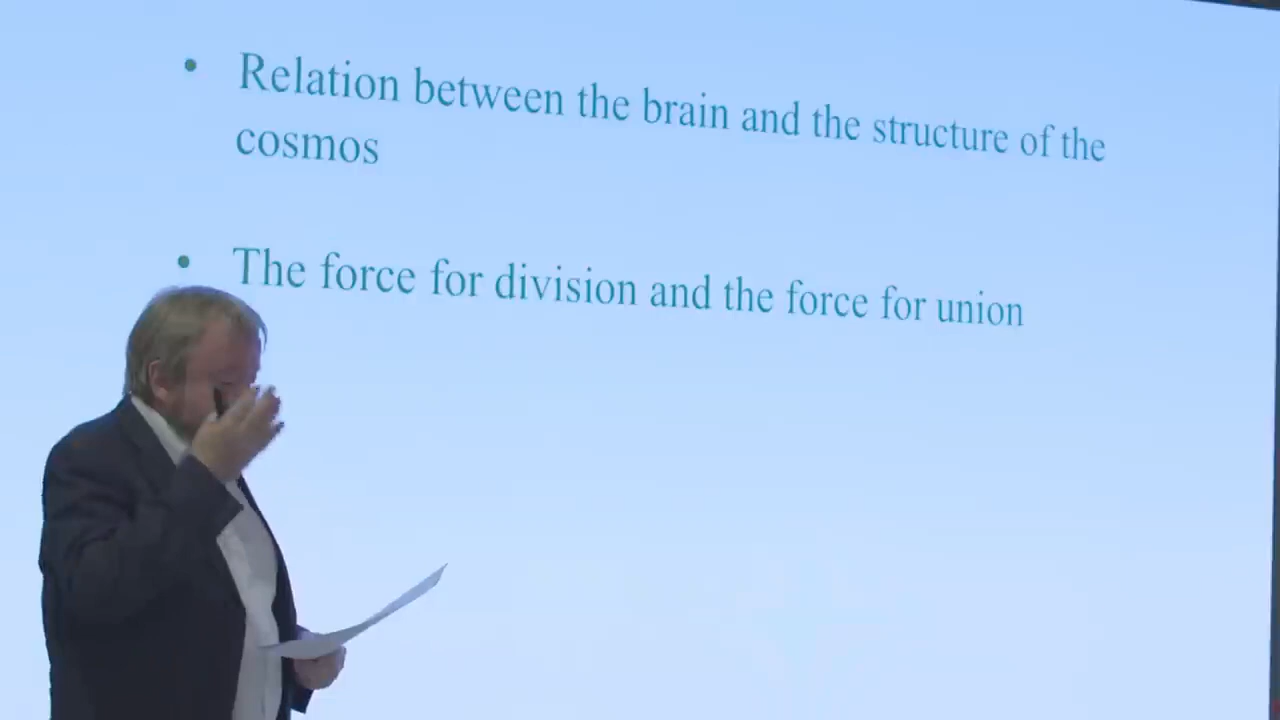 • Relation between the brain and the structure of the
cosmos
• The force for division and the force for union